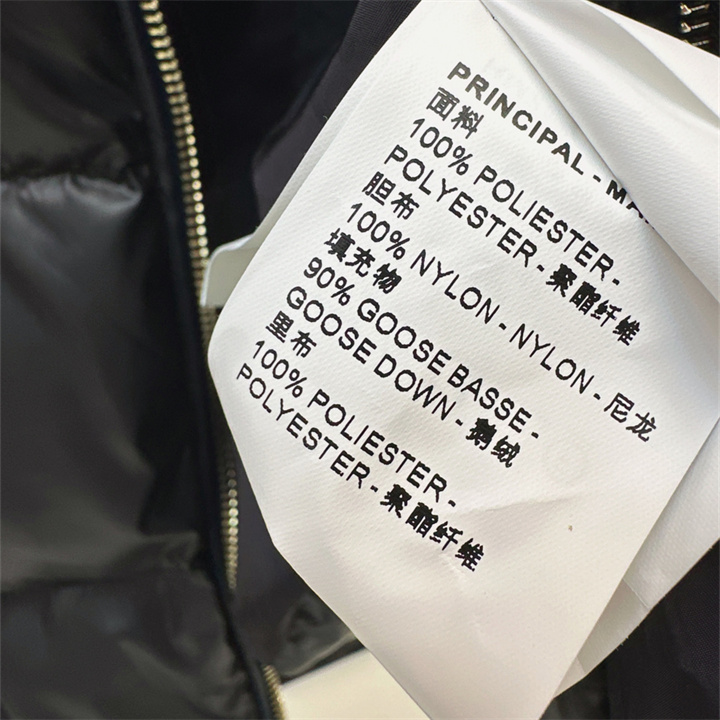 PRINCIPAL - MA
面料
100% POLIESTER -
POLYESTER - 聚酯纤维
胆布
100% NYLON - NYLON - 尼龙
填充物
90% GOOSE BASSE -
GOOSE DOWN - 鹅绒
里布
100% POLIESTER -
POLYESTER - 聚酯纤维